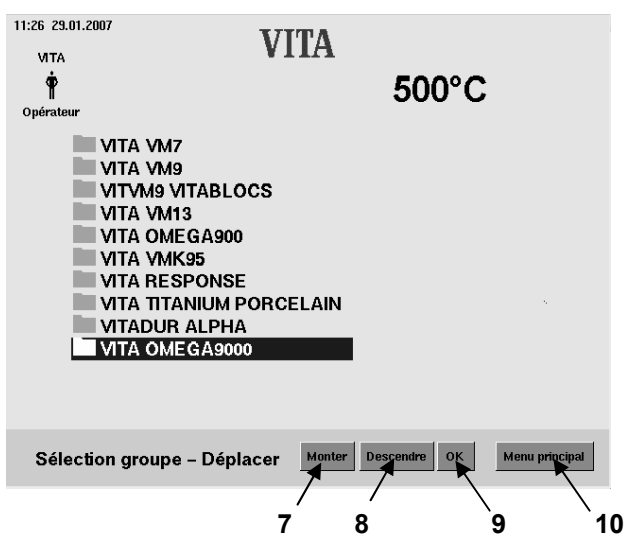 11:26 29.01.2007
VITA
VITA
500°C
Opérateur
VITA VM7
VITA VM9
VITVM9 VITABLOCS
VITA VM13
VITA OMEGA900
VITA VMK95
VITA RESPONSE
VITA TITANIUM PORCELAIN
VITADUR ALPHA
VITA OMEGA9000
Sélection groupe – Déplacer Monter Descendre OK Menu principal
7 8 9 10